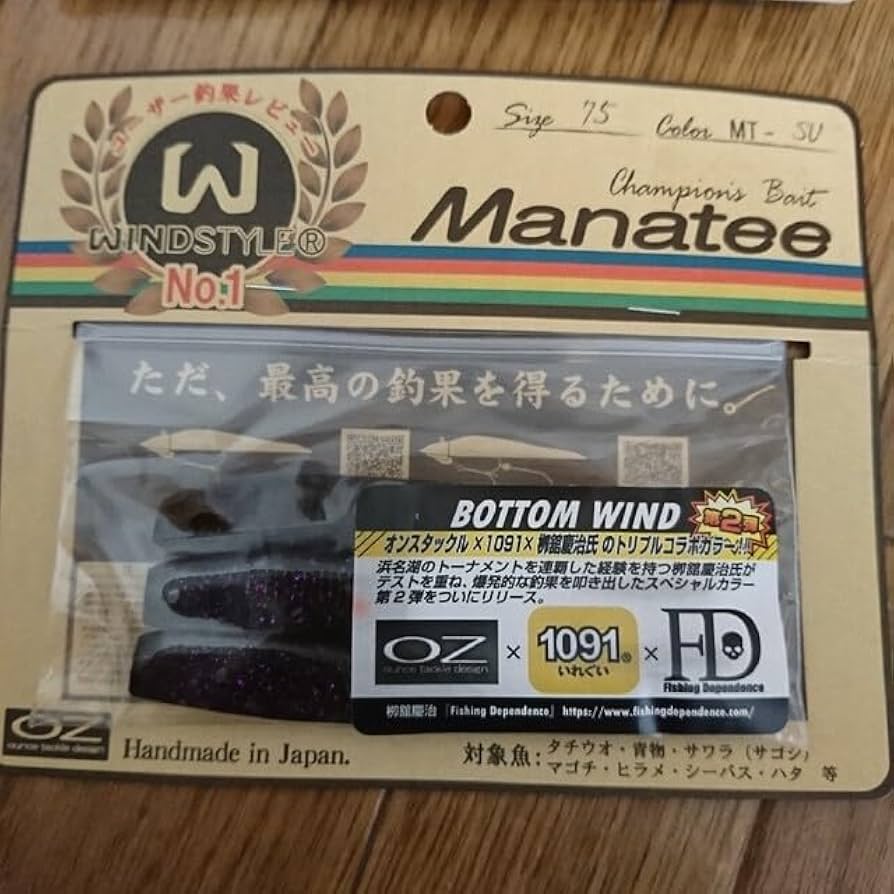 ユーザー釣果レビュー
W
WINDSTYLE®
No.1
Size 75 Color MT- SU
Champion's Bait
Manatee
ただ、最高の釣果を得るために。
BOTTOM WIND
第2弾
オンスタックル×1091×栁舘慶治氏 のトリプルコラボカラー!!!
浜名湖のトーナメントを連覇した経験を持つ栁舘慶治氏が
テストを重ね、爆発的な釣果を叩き出したスペシャルカラー
第2弾をついにリリース。
OZ × 1091® × FD
ounce tackle design いれぐい Fishing Dependence
栁舘慶治 『Fishing Dependence』 https://www.fishingdependence.com/
OZ
ounce tackle design
Handmade in Japan.
対象魚:タチウオ・青物・サワラ（サゴシ）
マゴチ・ヒラメ・シーバス・ハタ 等